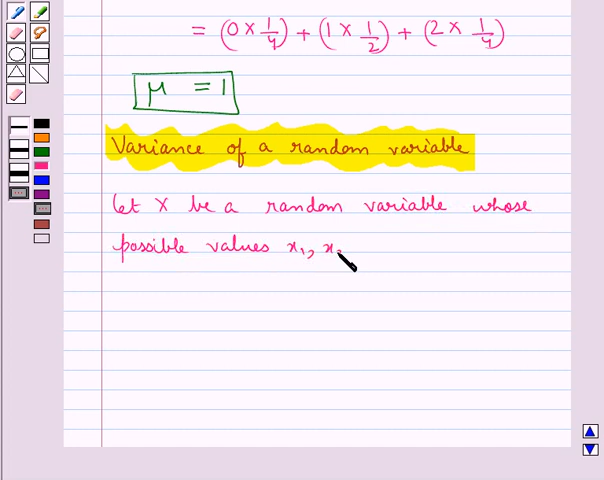 = (0 × 1/4) + (1 × 1/2) + (2 × 1/4)
μ = 1
Variance of a random variable
Let X be a random variable whose
possible values x₁, x